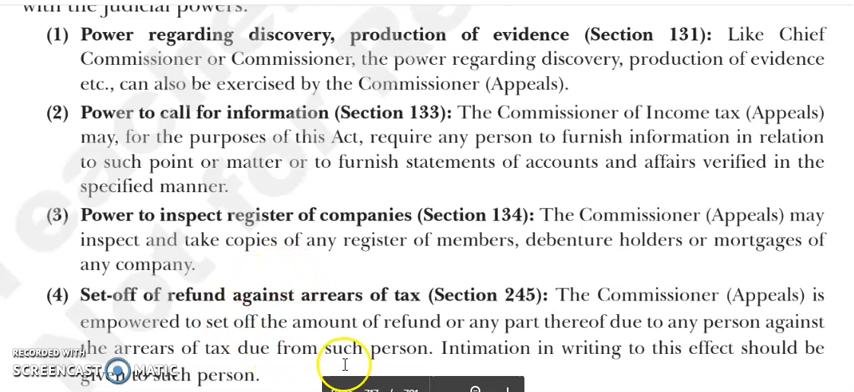 with the judicial powers.
(1) Power regarding discovery, production of evidence (Section 131): Like Chief
Commissioner or Commissioner, the power regarding discovery, production of evidence
etc., can also be exercised by the Commissioner (Appeals).
(2) Power to call for information (Section 133): The Commissioner of Income tax (Appeals)
may, for the purposes of this Act, require any person to furnish information in relation
to such point or matter or to furnish statements of accounts and affairs verified in the
specified manner.
(3) Power to inspect register of companies (Section 134): The Commissioner (Appeals) may
inspect and take copies of any register of members, debenture holders or mortgages of
any company.
(4) Set-off of refund against arrears of tax (Section 245): The Commissioner (Appeals) is
empowered to set off the amount of refund or any part thereof due to any person against
the arrears of tax due from such person. Intimation in writing to this effect should be
given to such person.
RECORDED WITH
SCREENCAST MATIC